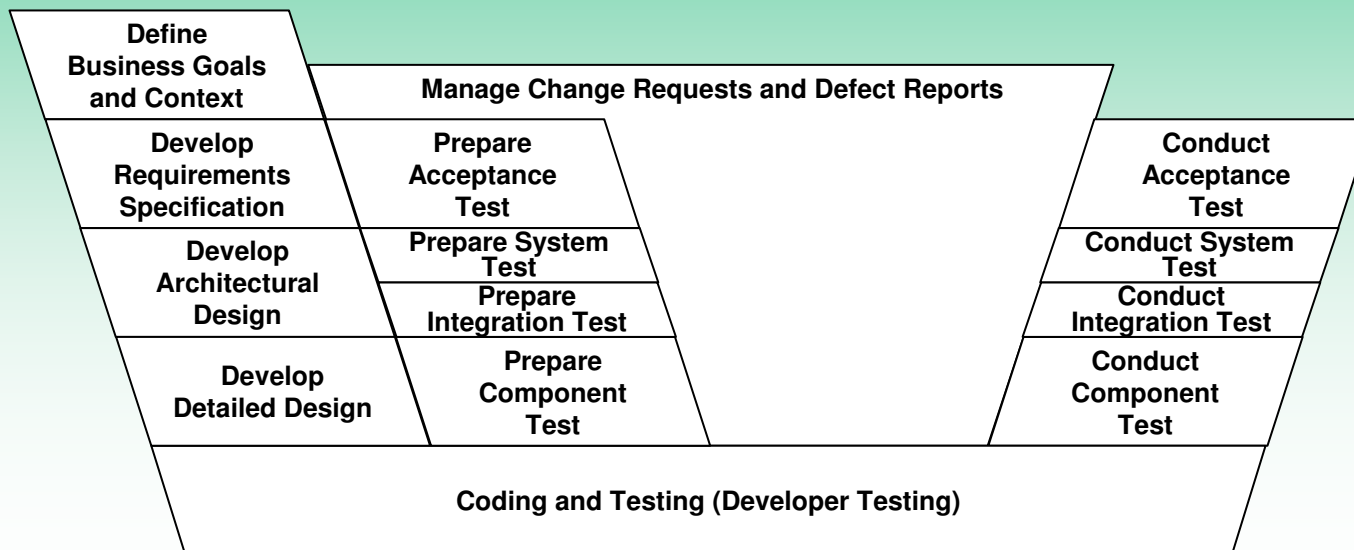 Define
Business Goals
and Context
Manage Change Requests and Defect Reports
Develop
Requirements
Specification
Prepare
Acceptance
Test
Conduct
Acceptance
Test
Develop
Architectural
Design
Prepare System
Test
Conduct System
Test
Prepare
Integration Test
Conduct
Integration Test
Develop
Detailed Design
Prepare
Component
Test
Conduct
Component
Test
Coding and Testing (Developer Testing)